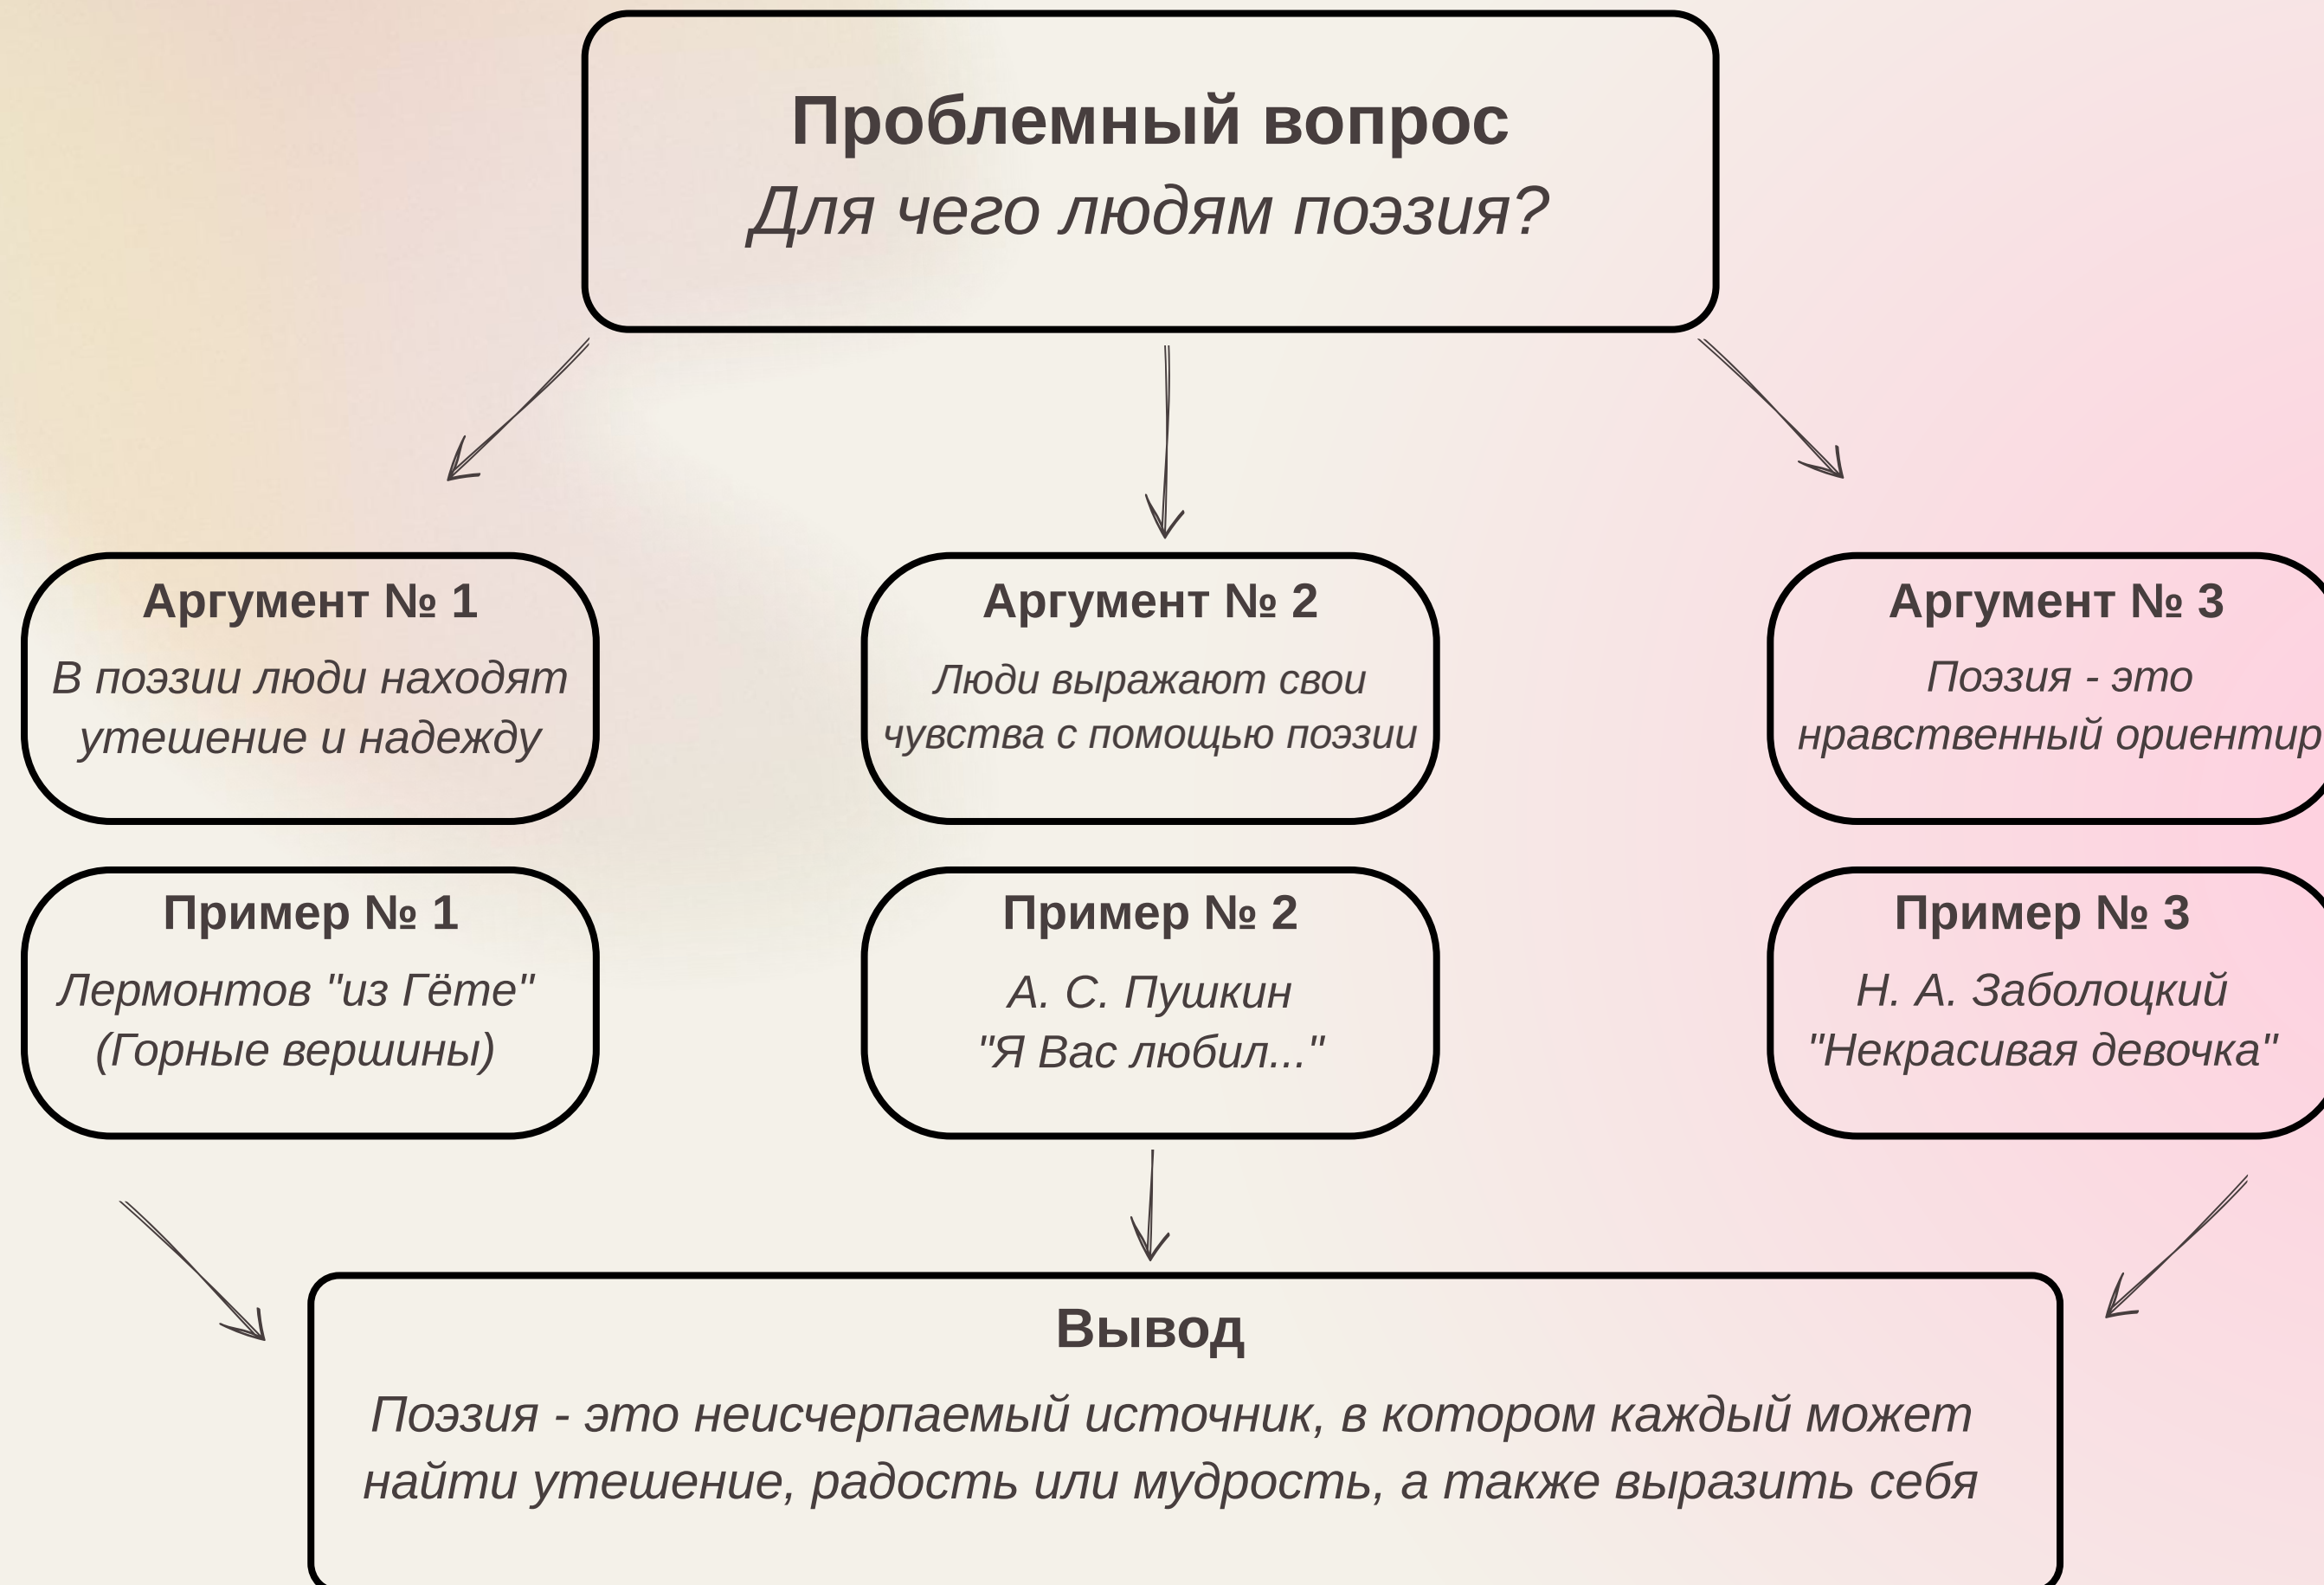 Проблемный вопрос
Для чего людям поэзия?
Аргумент № 1
В поэзии люди находят
утешение и надежду
Аргумент № 2
Люди выражают свои
чувства с помощью поэзии
Аргумент № 3
Поэзия - это
нравственный ориентир
Пример № 1
Лермонтов "из Гёте"
(Горные вершины)
Пример № 2
А. С. Пушкин
"Я Вас любил..."
Пример № 3
Н. А. Заболоцкий
"Некрасивая девочка"
Вывод
Поэзия - это неисчерпаемый источник, в котором каждый может
найти утешение, радость или мудрость, а также выразить себя